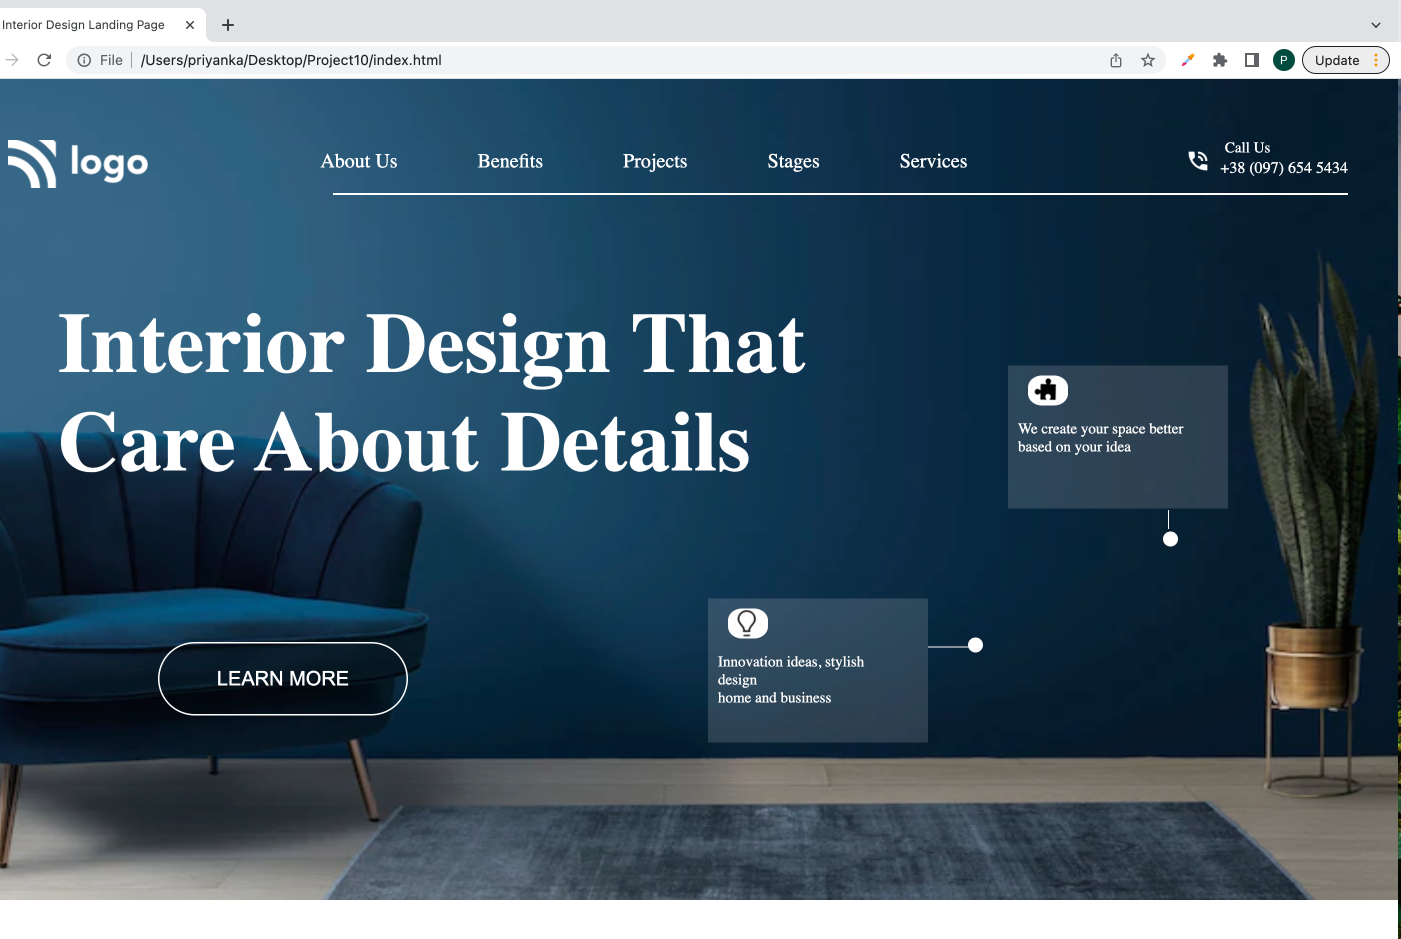 Interior Design Landing Page
File
/Users/priyanka/Desktop/Project10/index.html
P
Update
logo
About Us
Benefits
Projects
Stages
Services
Call Us
+38 (097) 654 5434
Interior Design That
Care About Details
We create your space better
based on your idea
Innovation ideas, stylish
design
home and business
LEARN MORE